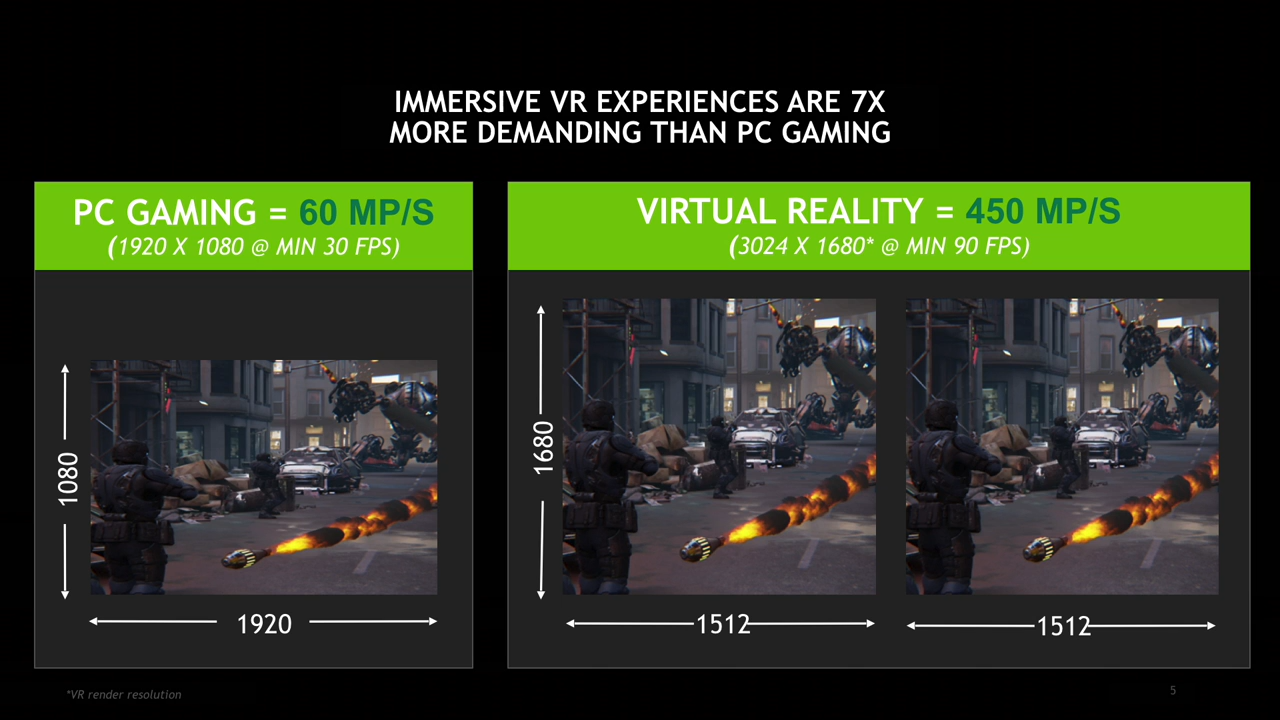 IMMERSIVE VR EXPERIENCES ARE 7X
MORE DEMANDING THAN PC GAMING
PC GAMING = 60 MP/S
(1920 X 1080 @ MIN 30 FPS)
VIRTUAL REALITY = 450 MP/S
(3024 X 1680* @ MIN 90 FPS)
1080
1920
1680
1512
1512
*VR render resolution
5